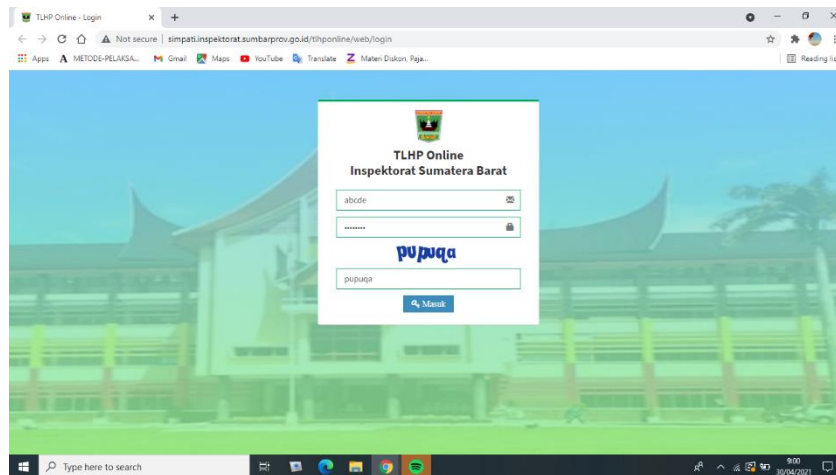 TLHP Online - Login
Not secure | simpati.inspektorat.sumbarprov.go.id/tlhponline/web/login
Apps METODE-PELAKSA... Gmail Maps YouTube Translate Materi Diskon, Paja... Reading lis
TLHP Online
Inspektorat Sumatera Barat
abcde
········
pupuqa
pupuqa
Masuk
Type here to search
9:00
30/04/2021